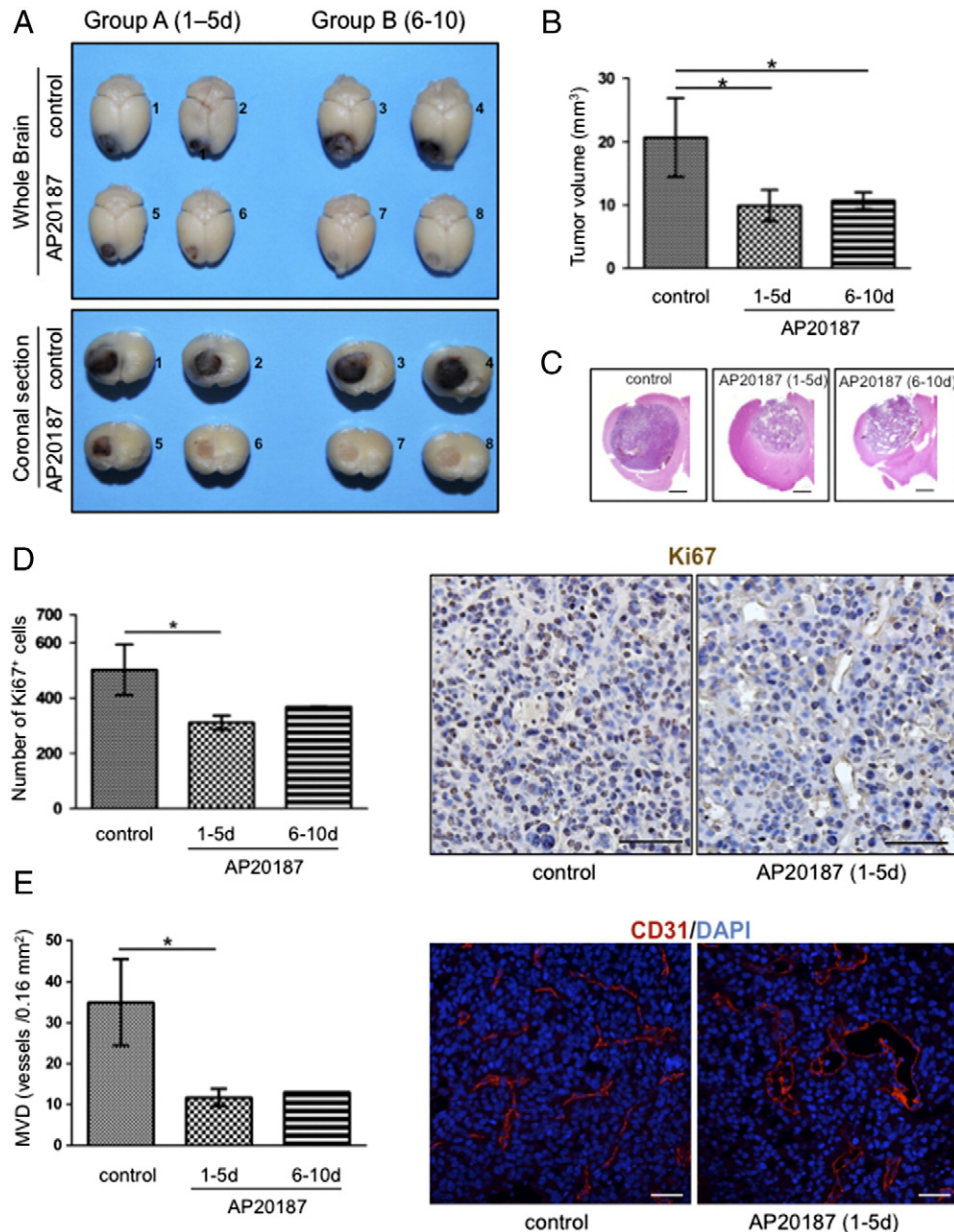 A
Group A (1–5d)
Group B (6-10)
Whole Brain
control
AP20187
1
2
3
4
1
5
6
7
8
Coronal section
control
AP20187
1
2
3
4
5
6
7
8
B
Tumor volume (mm³)
30
20
10
0
*
*
control
1-5d
6-10d
AP20187
C
control
AP20187 (1-5d)
AP20187 (6-10d)
D
Number of Ki67⁺ cells
700
600
400
200
0
*
control
1-5d
6-10d
AP20187
Ki67
control
AP20187 (1-5d)
E
MVD (vessels /0.16 mm²)
50
40
30
20
10
0
*
control
1-5d
6-10d
AP20187
CD31/DAPI
control
AP20187 (1-5d)